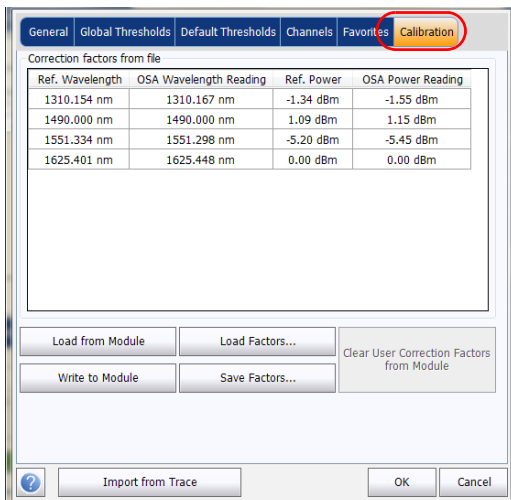 General Global Thresholds Default Thresholds Channels Favorites Calibration
Correction factors from file
Ref. Wavelength OSA Wavelength Reading Ref. Power OSA Power Reading
1310.154 nm 1310.167 nm -1.34 dBm -1.55 dBm
1490.000 nm 1490.000 nm 1.09 dBm 1.15 dBm
1551.334 nm 1551.298 nm -5.20 dBm -5.45 dBm
1625.401 nm 1625.448 nm 0.00 dBm 0.00 dBm
Load from Module Load Factors...
Clear User Correction Factors
from Module
Write to Module Save Factors...
? Import from Trace OK Cancel